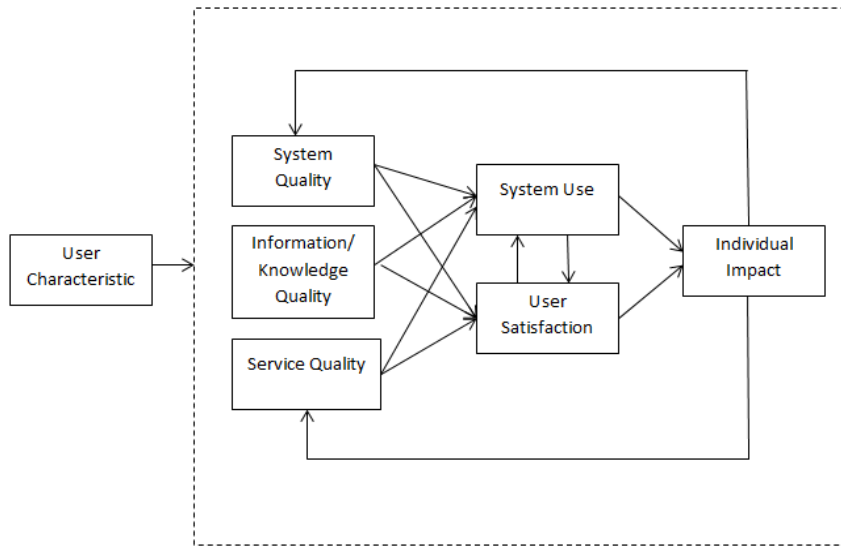 System
Quality
System Use
User
Characteristic
Information/
Knowledge
Quality
Individual
Impact
User
Satisfaction
Service Quality